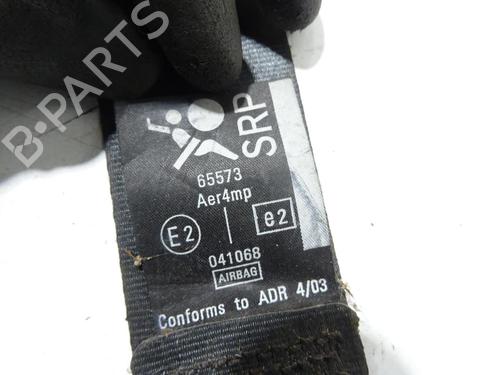 B-PARTS
SRP
65573
Aer4mp
E2
e2
041068
AIRBAG
Conforms to ADR 4/03